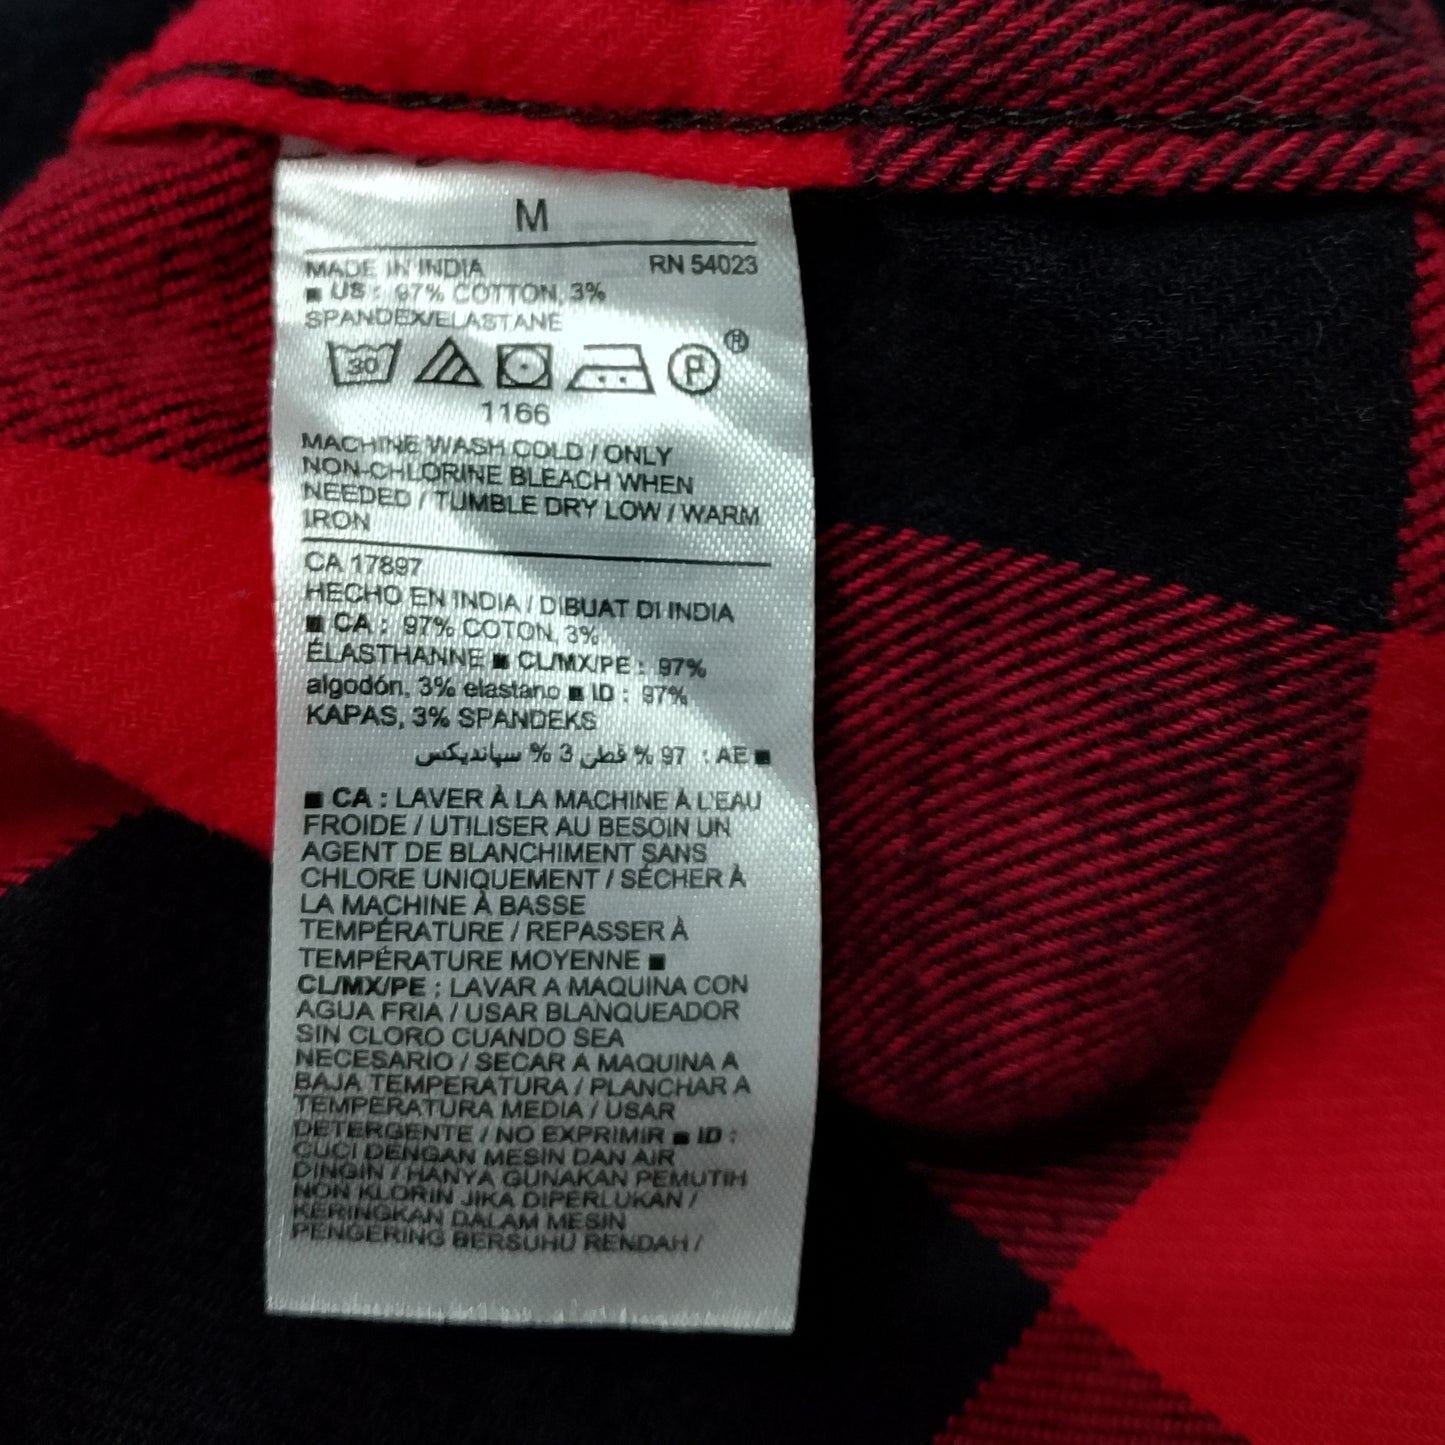 M
MADE IN INDIA RN 54023
■ US : 97% COTTON, 3%
SPANDEX/ELASTANE
30 P ®
1166
MACHINE WASH COLD / ONLY
NON-CHLORINE BLEACH WHEN
NEEDED / TUMBLE DRY LOW / WARM
IRON
CA 17897
HECHO EN INDIA / DIBUAT DI INDIA
■ CA : 97% COTON, 3%
ÉLASTHANNE ■ CL/MX/PE : 97%
algodón, 3% elastano ■ ID : 97%
KAPAS, 3% SPANDEKS
■ AE : 97 % قطن 3 % سپانديكس
■ CA : LAVER À LA MACHINE À L'EAU
FROIDE / UTILISER AU BESOIN UN
AGENT DE BLANCHIMENT SANS
CHLORE UNIQUEMENT / SÉCHER À
LA MACHINE À BASSE
TEMPÉRATURE / REPASSER À
TEMPÉRATURE MOYENNE ■
CL/MX/PE : LAVAR A MAQUINA CON
AGUA FRIA / USAR BLANQUEADOR
SIN CLORO CUANDO SEA
NECESARIO / SECAR A MAQUINA A
BAJA TEMPERATURA / PLANCHAR A
TEMPERATURA MEDIA / USAR
DETERGENTE / NO EXPRIMIR ■ ID :
CUCI DENGAN MESIN DAN AIR
DINGIN / HANYA GUNAKAN PEMUTIH
NON KLORIN JIKA DIPERLUKAN /
KERINGKAN DALAM MESIN
PENGERING BERSUHU RENDAH /